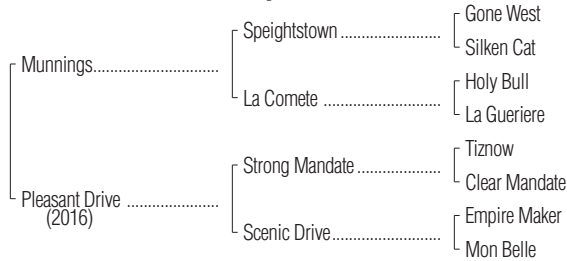 Gone West
Speightstown
Silken Cat
Munnings
Holy Bull
La Comete
La Gueriere
Tiznow
Strong Mandate
Clear Mandate
Pleasant Drive
(2016)
Empire Maker
Scenic Drive
Mon Belle